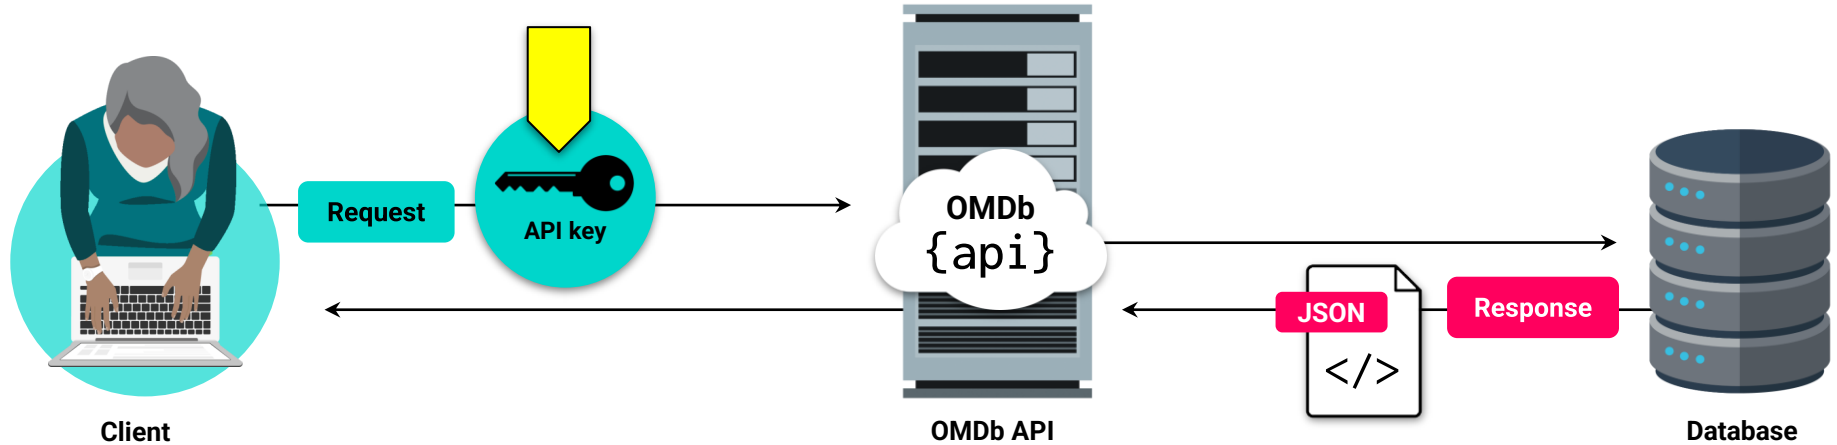 Request
API key
OMDb
{api}
JSON
</>
Response
Client
OMDb API
Database